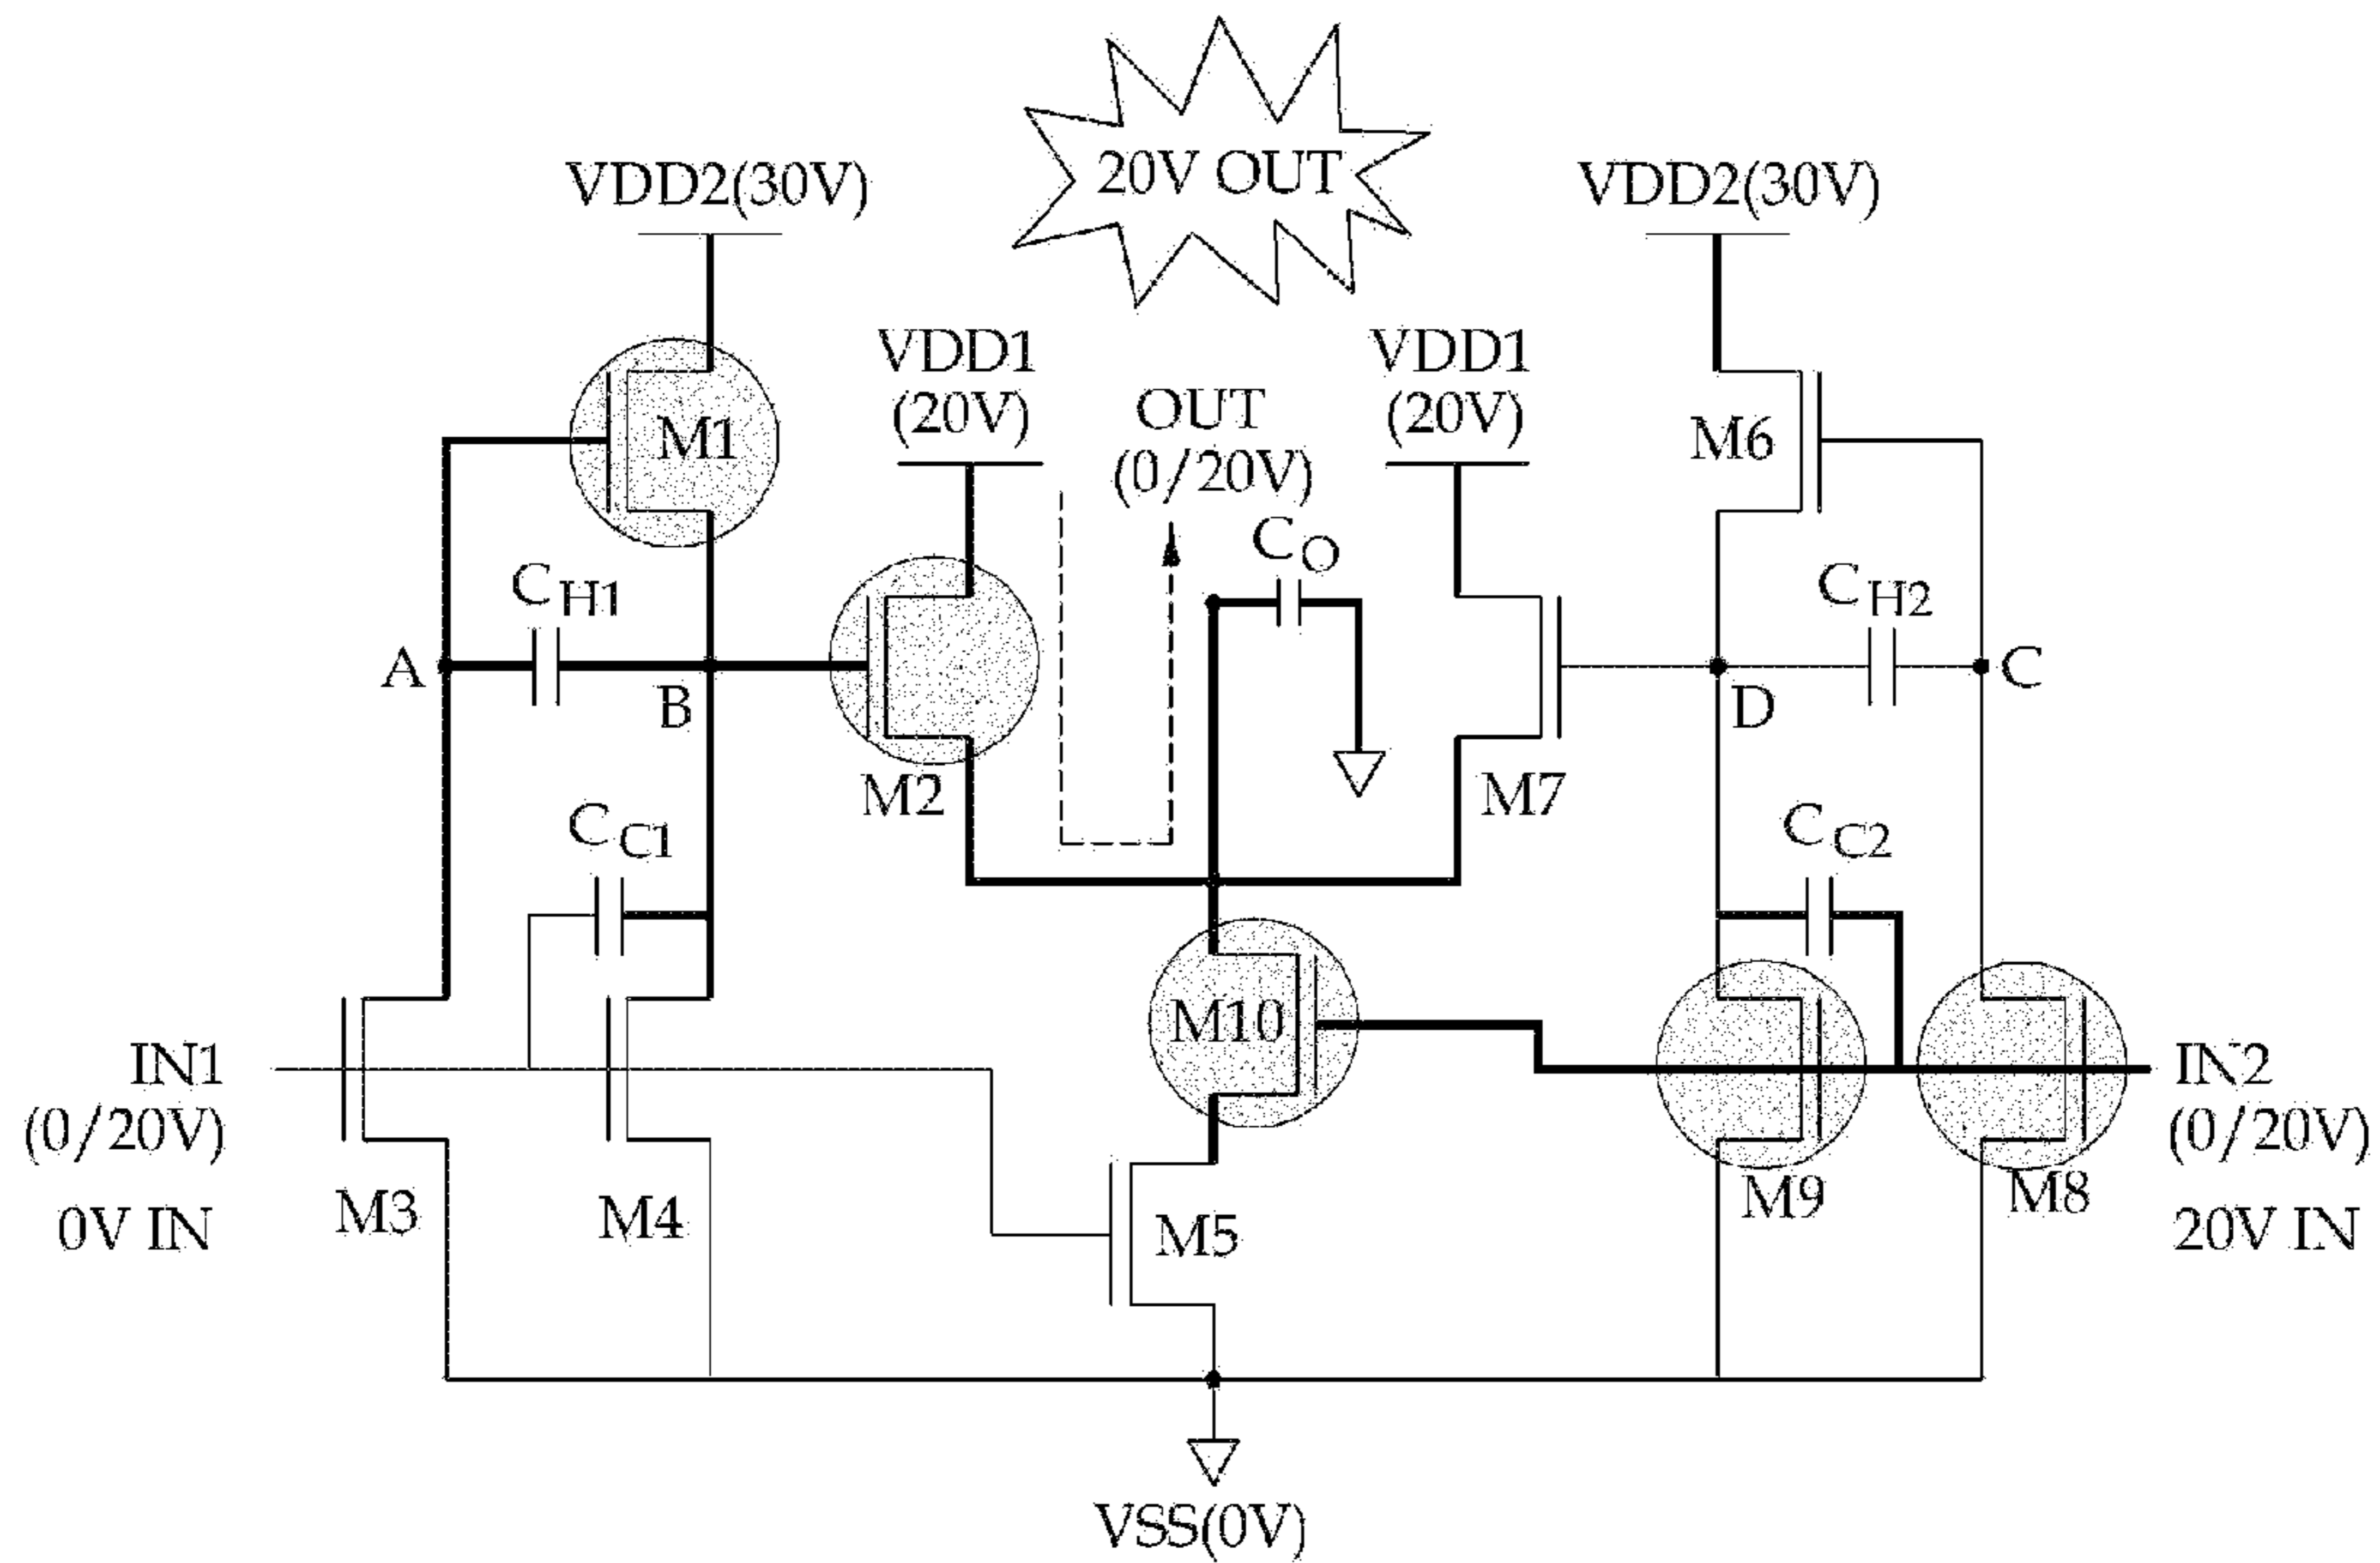 20V OUT
VDD2(30V)
VDD2(30V)
VDD1
(20V)
OUT
(0/20V)
VDD1
(20V)
M1
M6
CH1
CO
CH2
A
B
M2
M7
D
C
CC1
CC2
M10
IN1
(0/20V)
0V IN
M3
M4
M5
M9
M8
IN2
(0/20V)
20V IN
VSS(0V)